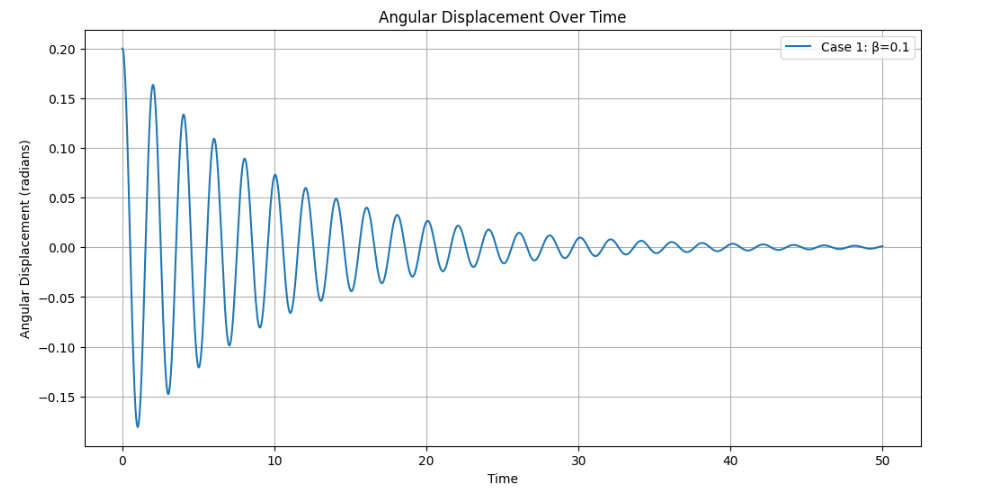 Angular Displacement Over Time
Case 1: β=0.1
Angular Displacement (radians)
0.20
0.15
0.10
0.05
0.00
−0.05
−0.10
−0.15
0 10 20 30 40 50
Time